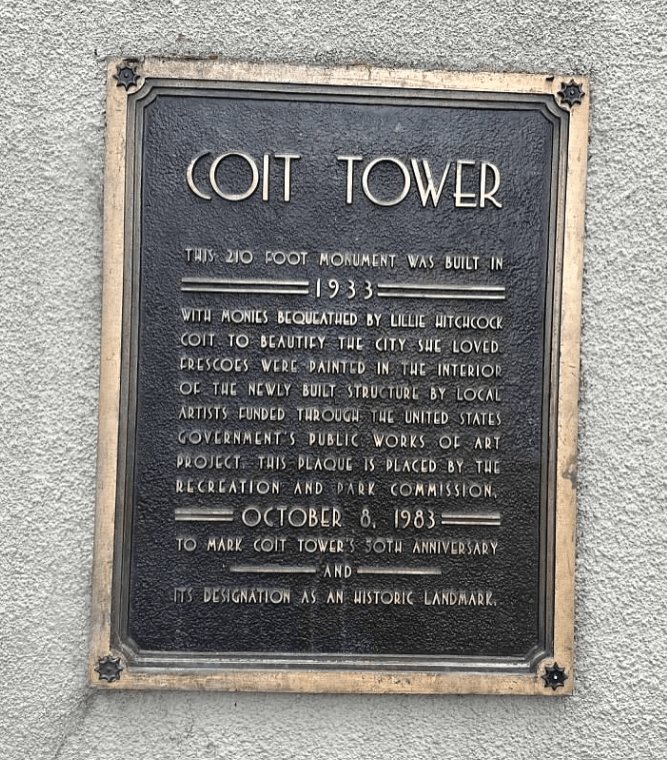 COIT TOWER
THIS 210 FOOT MONUMENT WAS BUILT IN
1933
WITH MONIES BEQUEATHED BY LILLIE HITCHCOCK
COIT TO BEAUTIFY THE CITY SHE LOVED.
FRESCOES WERE PAINTED IN THE INTERIOR
OF THE NEWLY BUILT STRUCTURE BY LOCAL
ARTISTS FUNDED THROUGH THE UNITED STATES
GOVERNMENT'S PUBLIC WORKS OF ART
PROJECT. THIS PLAQUE IS PLACED BY THE
RECREATION AND PARK COMMISSION,
OCTOBER 8, 1983
TO MARK COIT TOWER'S 50TH ANNIVERSARY
AND
ITS DESIGNATION AS AN HISTORIC LANDMARK.